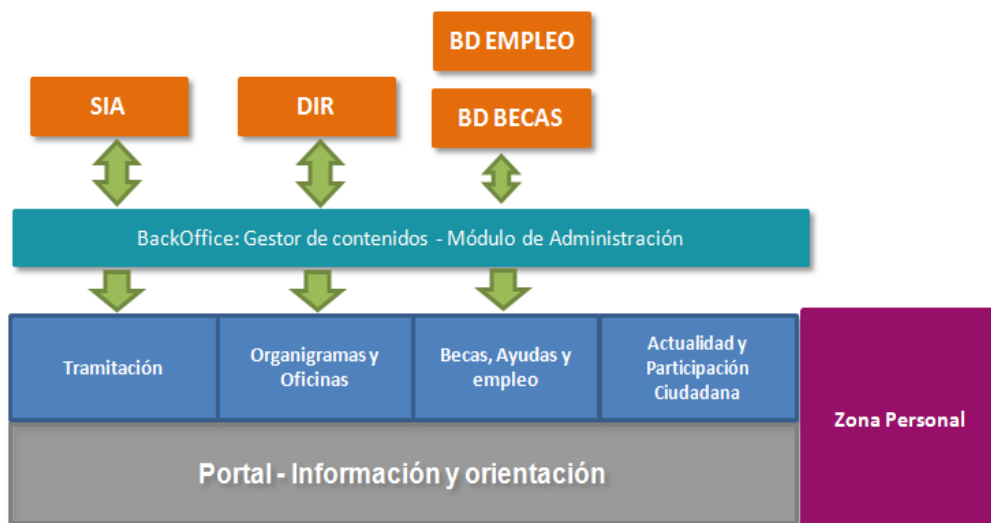 BD EMPLEO
SIA
DIR
BD BECAS
BackOffice: Gestor de contenidos - Módulo de Administración
Tramitación
Organigramas y
Oficinas
Becas, Ayudas y
empleo
Actualidad y
Participación
Ciudadana
Zona Personal
Portal - Información y orientación